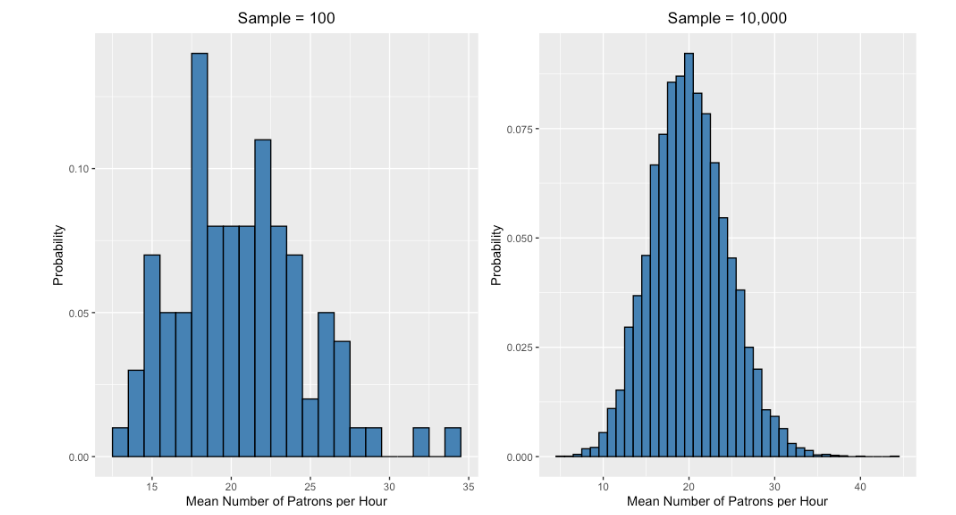 Sample = 100
Probability
0.10
0.05
0.00
15 20 25 30 35
Mean Number of Patrons per Hour
Sample = 10,000
Probability
0.075
0.050
0.025
0.000
10 20 30 40
Mean Number of Patrons per Hour